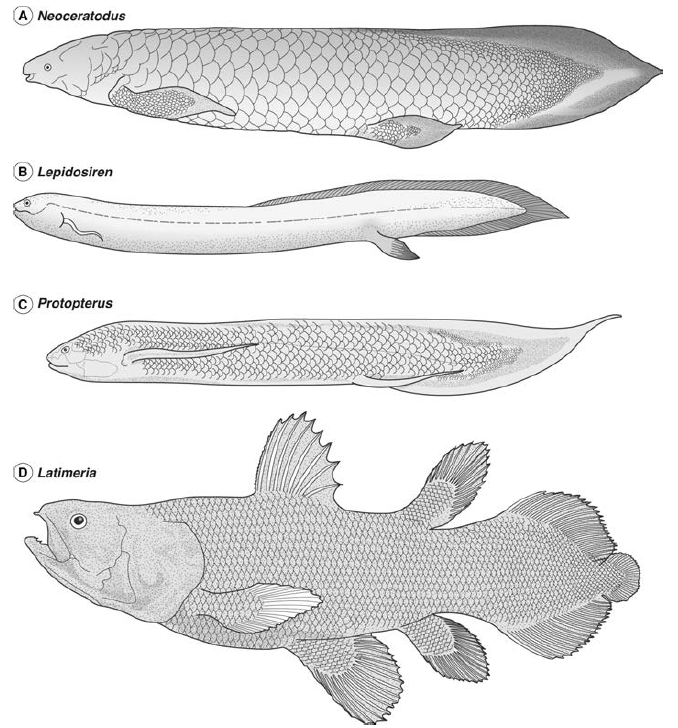 A Neoceratodus
B Lepidosiren
C Protopterus
D Latimeria